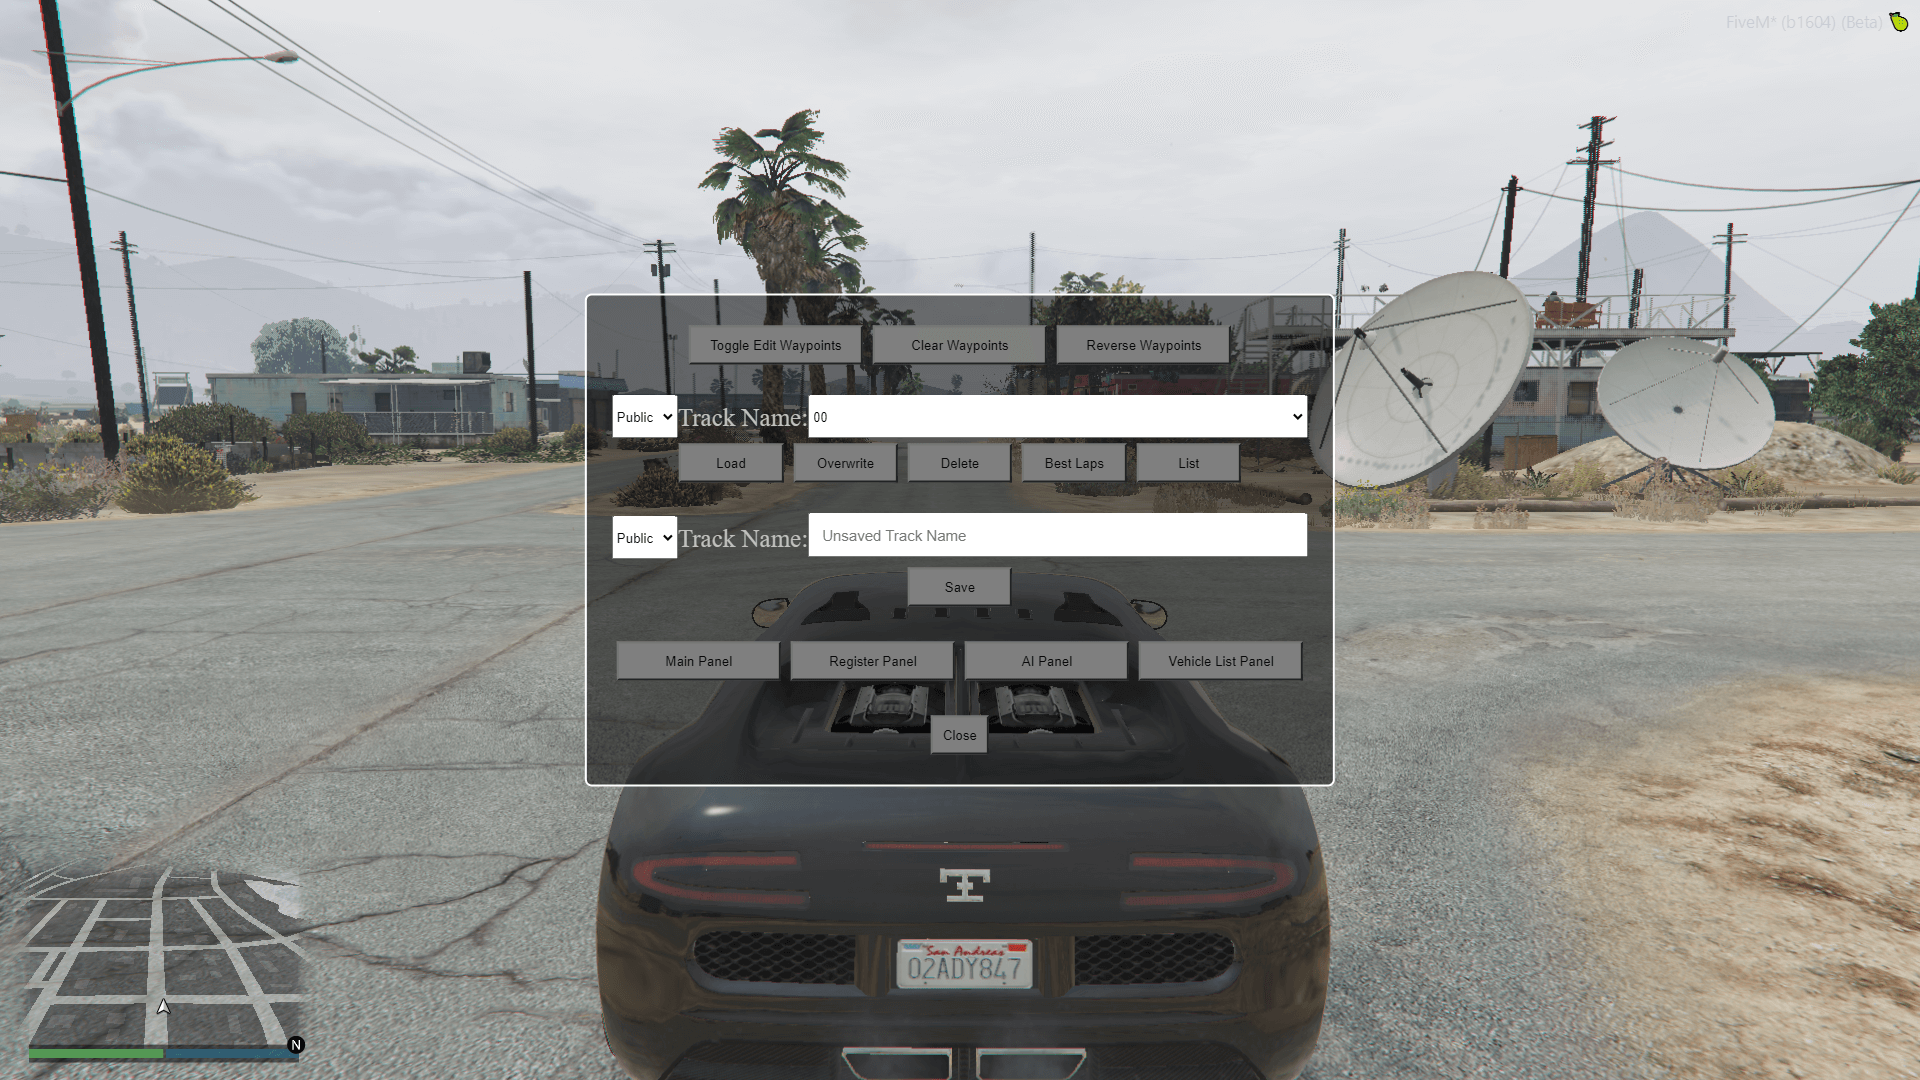 FiveM* (b1604) (Beta)
Toggle Edit Waypoints Clear Waypoints Reverse Waypoints
Public Track Name: 00
Load Overwrite Delete Best Laps List
Public Track Name: Unsaved Track Name
Save
Main Panel Register Panel AI Panel Vehicle List Panel
Close
San Andreas
02ADY847
N